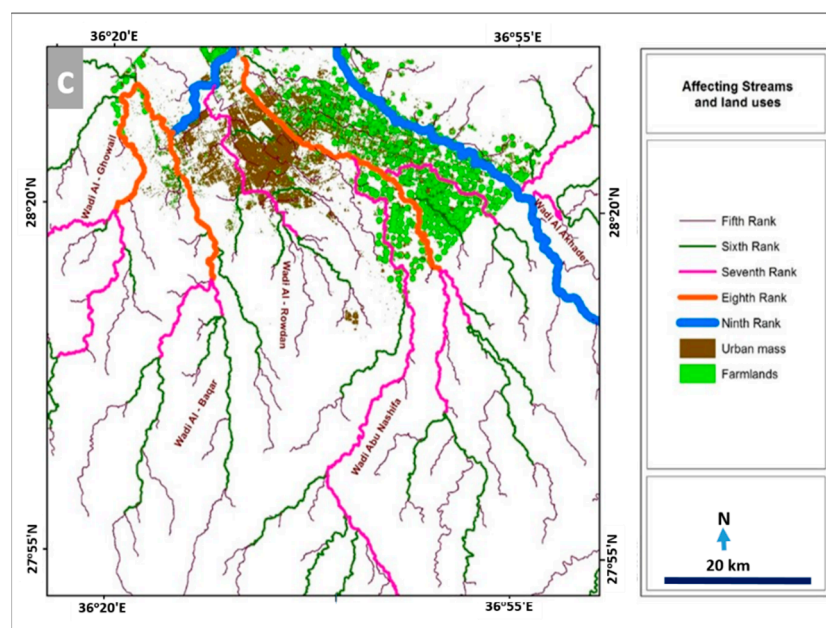 36°20'E
36°55'E
C
28°20'N
28°20'N
27°55'N
27°55'N
36°20'E
36°55'E
Wadi Al - Ghowail
Wadi Al - Rowdan
Wadi Al Akhader
Wadi Al - Baqar
Wadi Abu Nashifa
Affecting Streams
and land uses
Fifth Rank
Sixth Rank
Seventh Rank
Eighth Rank
Ninth Rank
Urban mass
Farmlands
N
20 km